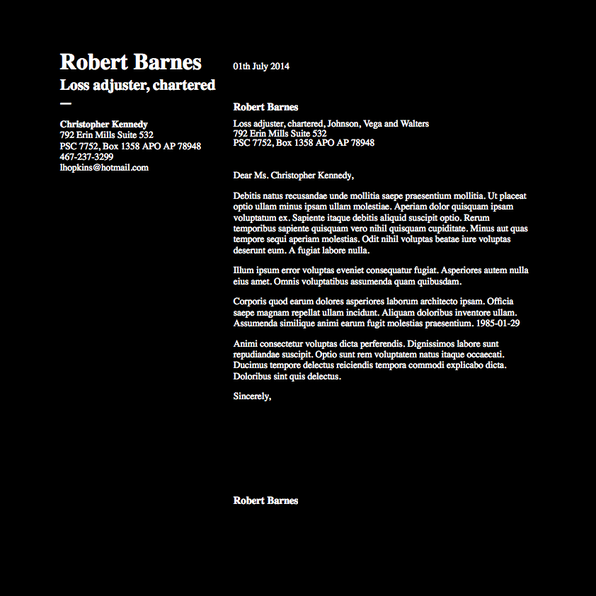 Robert Barnes
Loss adjuster, chartered
—
Christopher Kennedy
792 Erin Mills Suite 532
PSC 7752, Box 1358 APO AP 78948
467-237-3299
lhopkins@hotmail.com
01th July 2014
Robert Barnes
Loss adjuster, chartered, Johnson, Vega and Walters
792 Erin Mills Suite 532
PSC 7752, Box 1358 APO AP 78948
Dear Ms. Christopher Kennedy,
Debitis natus recusandae unde mollitia saepe praesentium mollitia. Ut placeat
optio ullam minus ipsam ullam molestiae. Aperiam dolor quisquam ipsam
voluptatum ex. Sapiente itaque debitis aliquid suscipit optio. Rerum
temporibus sapiente quisquam vero nihil quisquam cupiditate. Minus aut quas
tempore sequi aperiam molestias. Odit nihil voluptas beatae iure voluptas
deserunt eum. A fugiat labore nulla.
Illum ipsum error voluptas eveniet consequatur fugiat. Asperiores autem nulla
eius amet. Omnis voluptatibus assumenda quam quibusdam.
Corporis quod earum dolores asperiores laborum architecto ipsam. Officia
saepe magnam repellat ullam incidunt. Aliquam doloribus inventore ullam.
Assumenda similique animi earum fugit molestias praesentium. 1985-01-29
Animi consectetur voluptas dicta perferendis. Dignissimos labore sunt
repudiandae suscipit. Optio sunt rem voluptatem natus itaque occaecati.
Ducimus tempore delectus reiciendis tempora commodi explicabo dicta.
Doloribus sint quis delectus.
Sincerely,
Robert Barnes